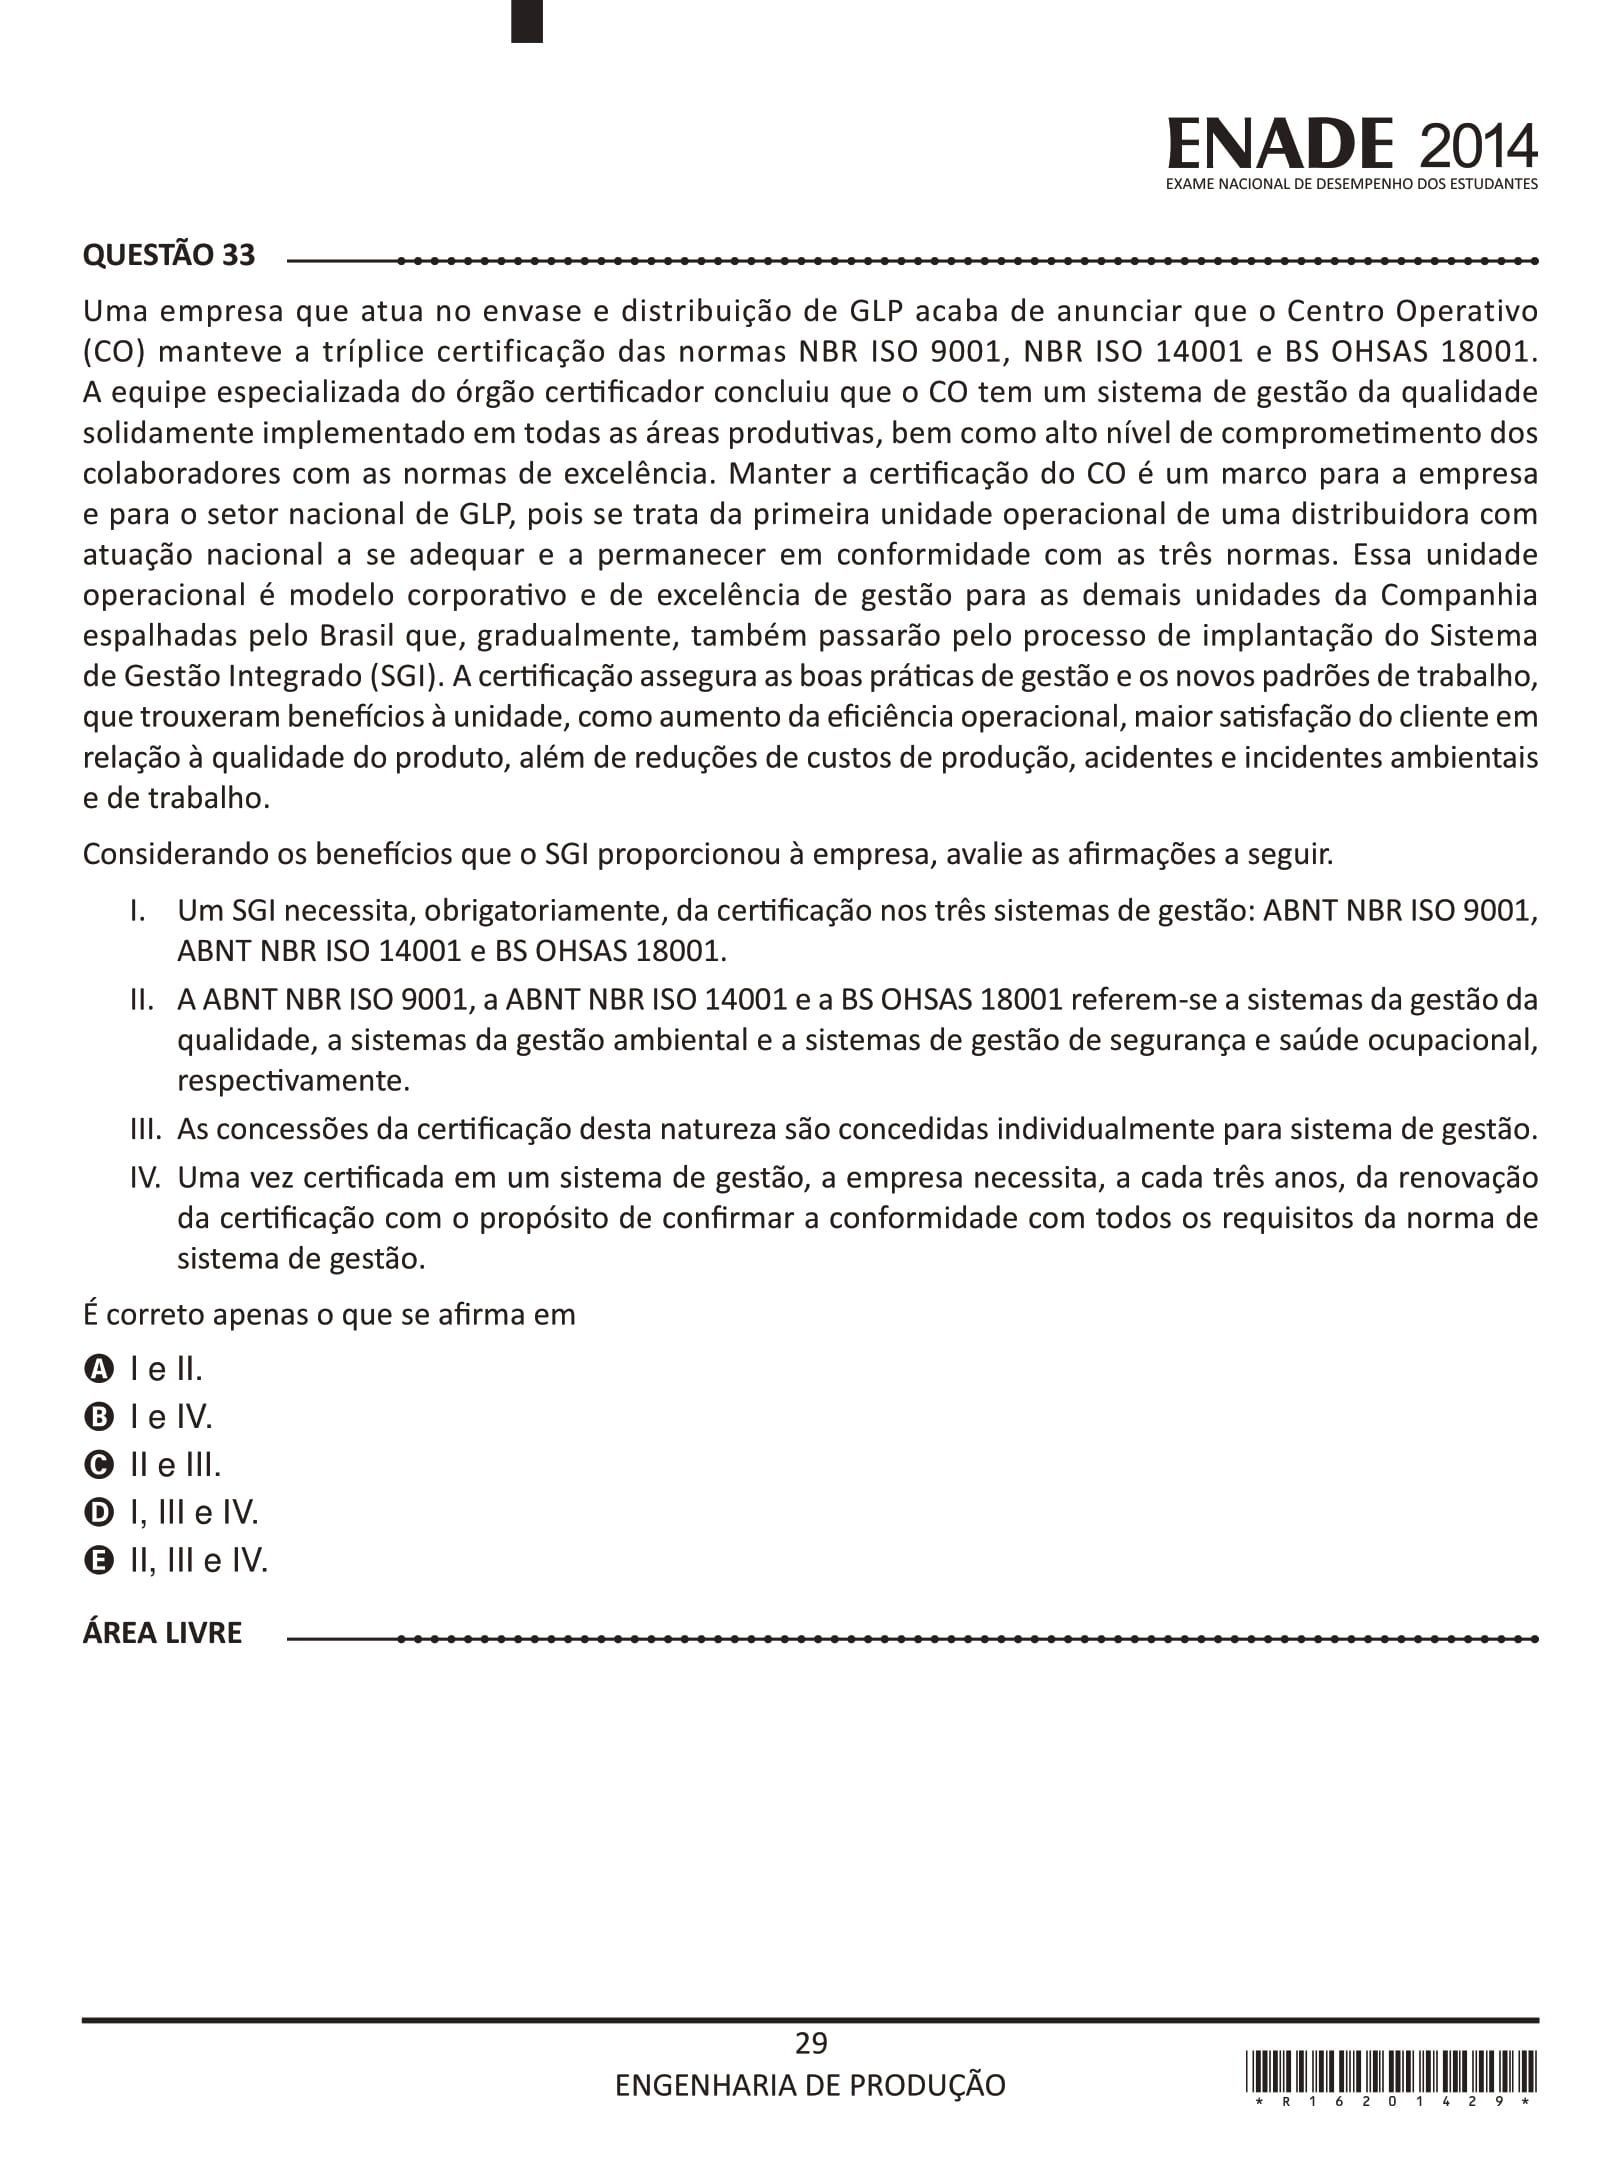 ENADE 2014
EXAME NACIONAL DE DESEMPENHO DOS ESTUDANTES
QUESTÃO 33
Uma empresa que atua no envase e distribuição de GLP acaba de anunciar que o Centro Operativo
(CO) manteve a tríplice certificação das normas NBR ISO 9001, NBR ISO 14001 e BS OHSAS 18001.
A equipe especializada do órgão certificador concluiu que o CO tem um sistema de gestão da qualidade
solidamente implementado em todas as áreas produtivas, bem como alto nível de comprometimento dos
colaboradores com as normas de excelência. Manter a certificação do CO é um marco para a empresa
e para o setor nacional de GLP, pois se trata da primeira unidade operacional de uma distribuidora com
atuação nacional a se adequar e a permanecer em conformidade com as três normas. Essa unidade
operacional é modelo corporativo e de excelência de gestão para as demais unidades da Companhia
espalhadas pelo Brasil que, gradualmente, também passarão pelo processo de implantação do Sistema
de Gestão Integrado (SGI). A certificação assegura as boas práticas de gestão e os novos padrões de trabalho,
que trouxeram benefícios à unidade, como aumento da eficiência operacional, maior satisfação do cliente em
relação à qualidade do produto, além de reduções de custos de produção, acidentes e incidentes ambientais
e de trabalho.
Considerando os benefícios que o SGI proporcionou à empresa, avalie as afirmações a seguir.
I. Um SGI necessita, obrigatoriamente, da certificação nos três sistemas de gestão: ABNT NBR ISO 9001,
ABNT NBR ISO 14001 e BS OHSAS 18001.
II. A ABNT NBR ISO 9001, a ABNT NBR ISO 14001 e a BS OHSAS 18001 referem-se a sistemas da gestão da
qualidade, a sistemas da gestão ambiental e a sistemas de gestão de segurança e saúde ocupacional,
respectivamente.
III. As concessões da certificação desta natureza são concedidas individualmente para sistema de gestão.
IV. Uma vez certificada em um sistema de gestão, a empresa necessita, a cada três anos, da renovação
da certificação com o propósito de confirmar a conformidade com todos os requisitos da norma de
sistema de gestão.
É correto apenas o que se afirma em
A I e II.
B I e IV.
C II e III.
D I, III e IV.
E II, III e IV.
ÁREA LIVRE
29
ENGENHARIA DE PRODUÇÃO
* R 1 6 2 0 1 4 2 9 *